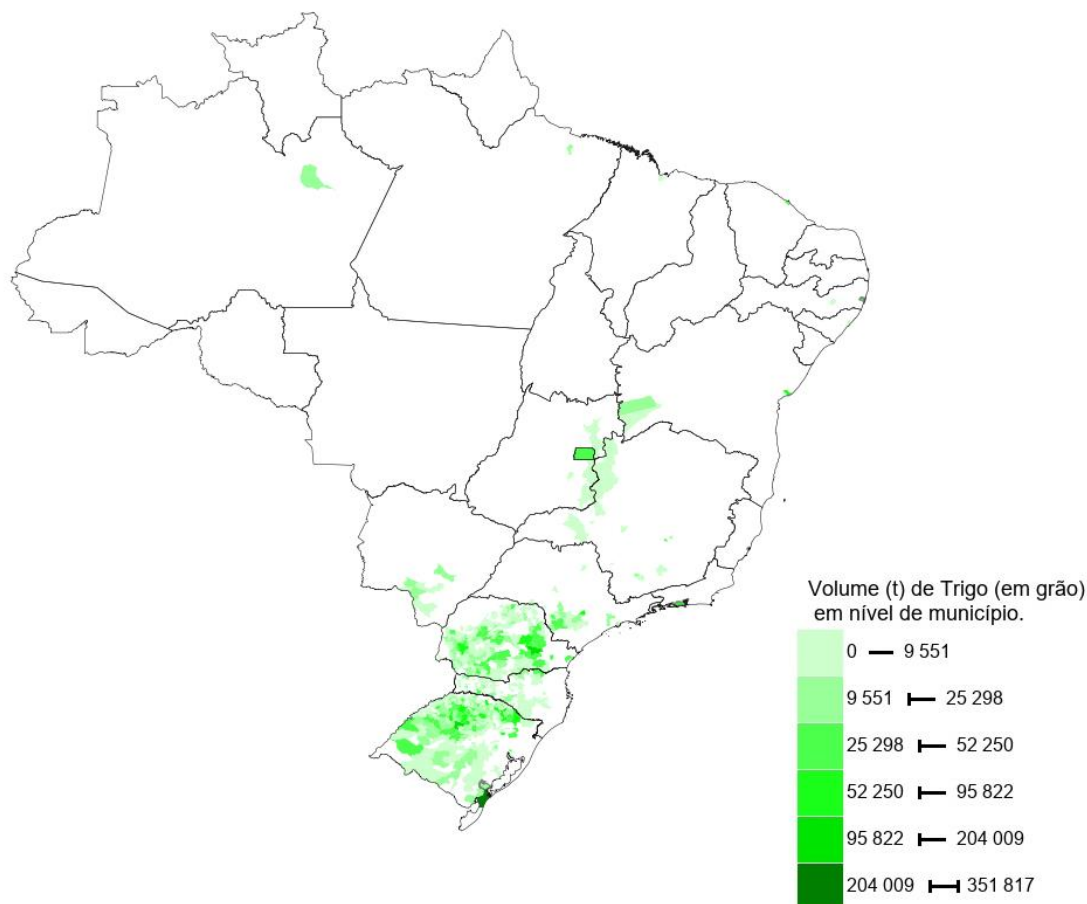 Volume (t) de Trigo (em grão)
em nível de município.
0 — 9 551
9 551 ⊢ 25 298
25 298 ⊢ 52 250
52 250 ⊢ 95 822
95 822 ⊢ 204 009
204 009 ⊢⊣ 351 817